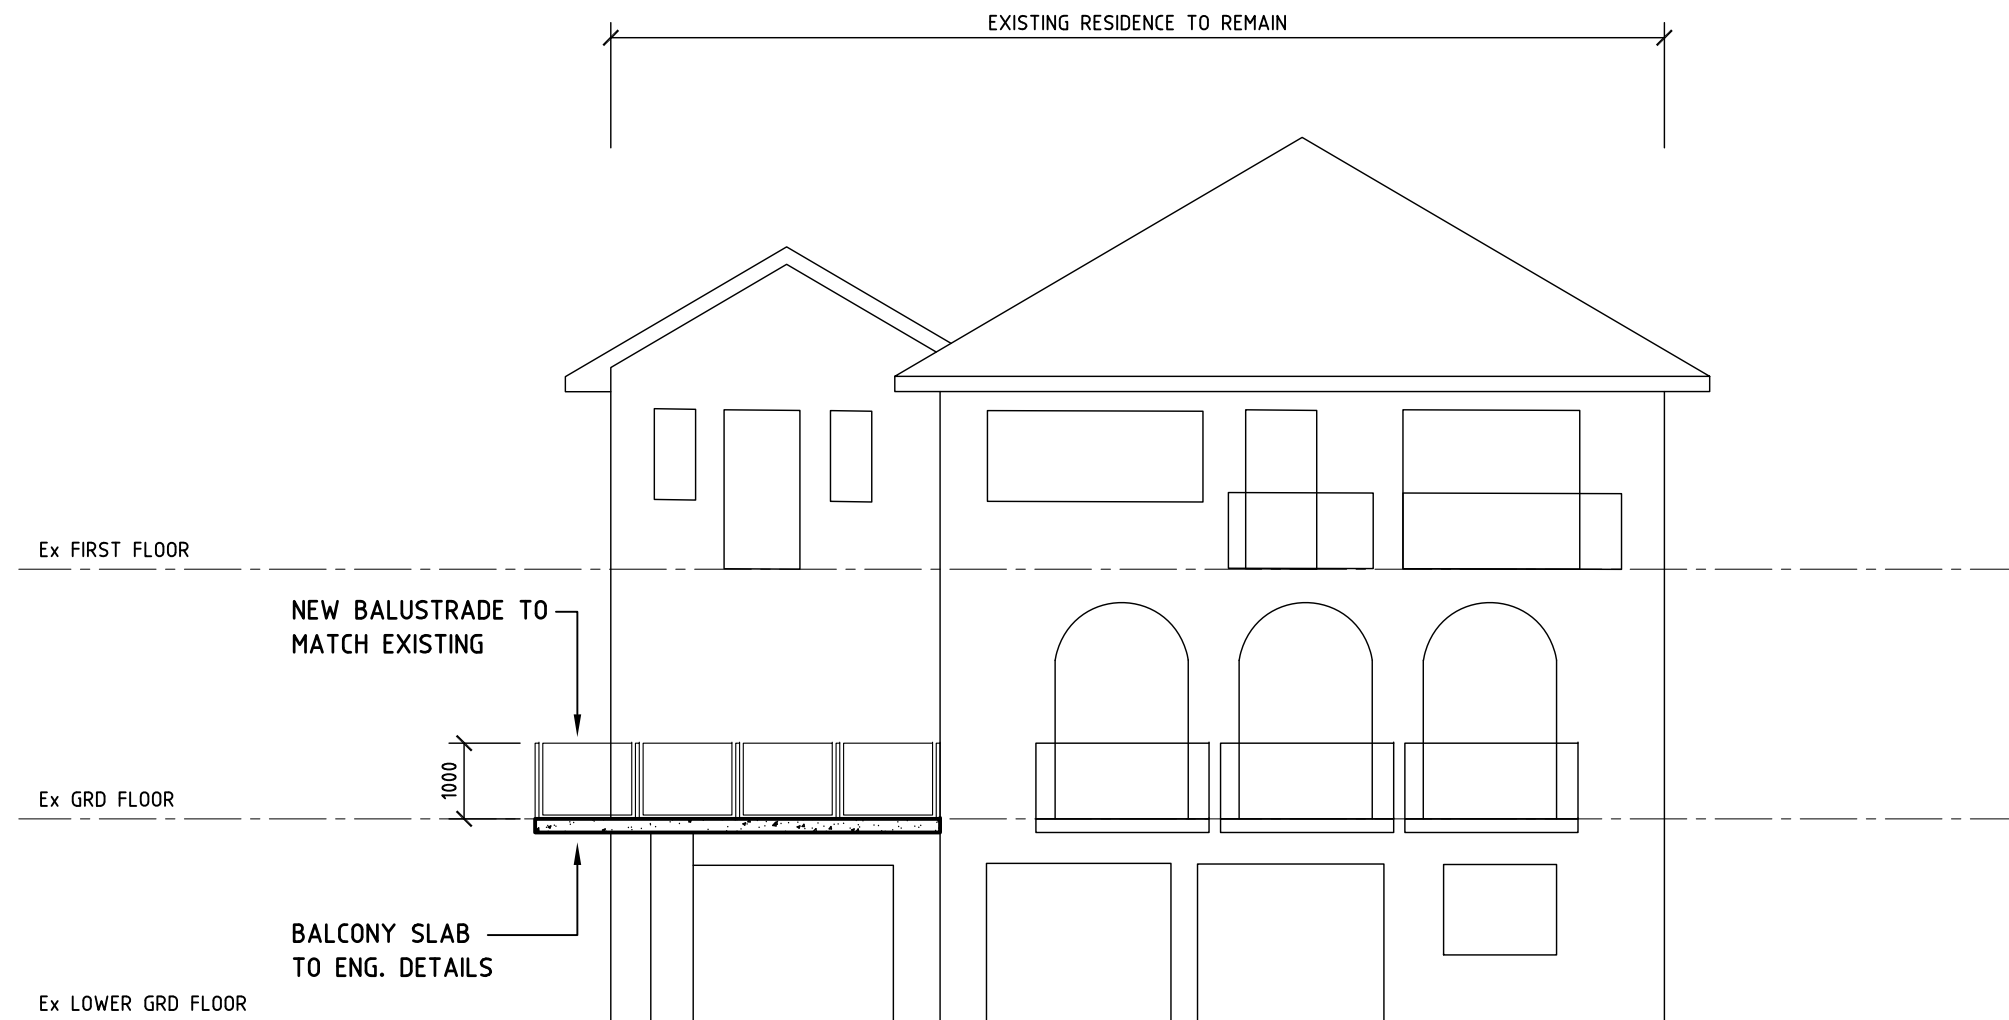 EXISTING RESIDENCE TO REMAIN
Ex FIRST FLOOR
NEW BALUSTRADE TO
MATCH EXISTING
1000
Ex GRD FLOOR
BALCONY SLAB
TO ENG. DETAILS
Ex LOWER GRD FLOOR